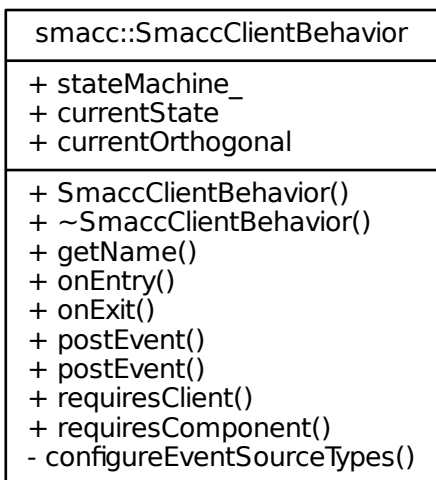 smacc::SmaccClientBehavior
+ stateMachine_
+ currentState
+ currentOrthogonal
+ SmaccClientBehavior()
+ ~SmaccClientBehavior()
+ getName()
+ onEntry()
+ onExit()
+ postEvent()
+ postEvent()
+ requiresClient()
+ requiresComponent()
- configureEventSourceTypes()